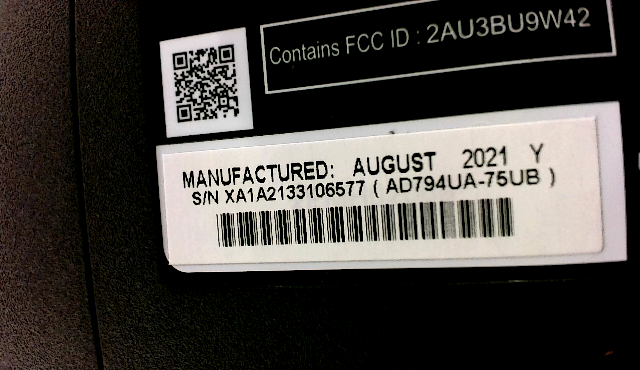 Contains FCC ID : 2AU3BU9W42
MANUFACTURED: AUGUST 2021 Y
S/N XA1A2133106577 ( AD794UA-75UB )